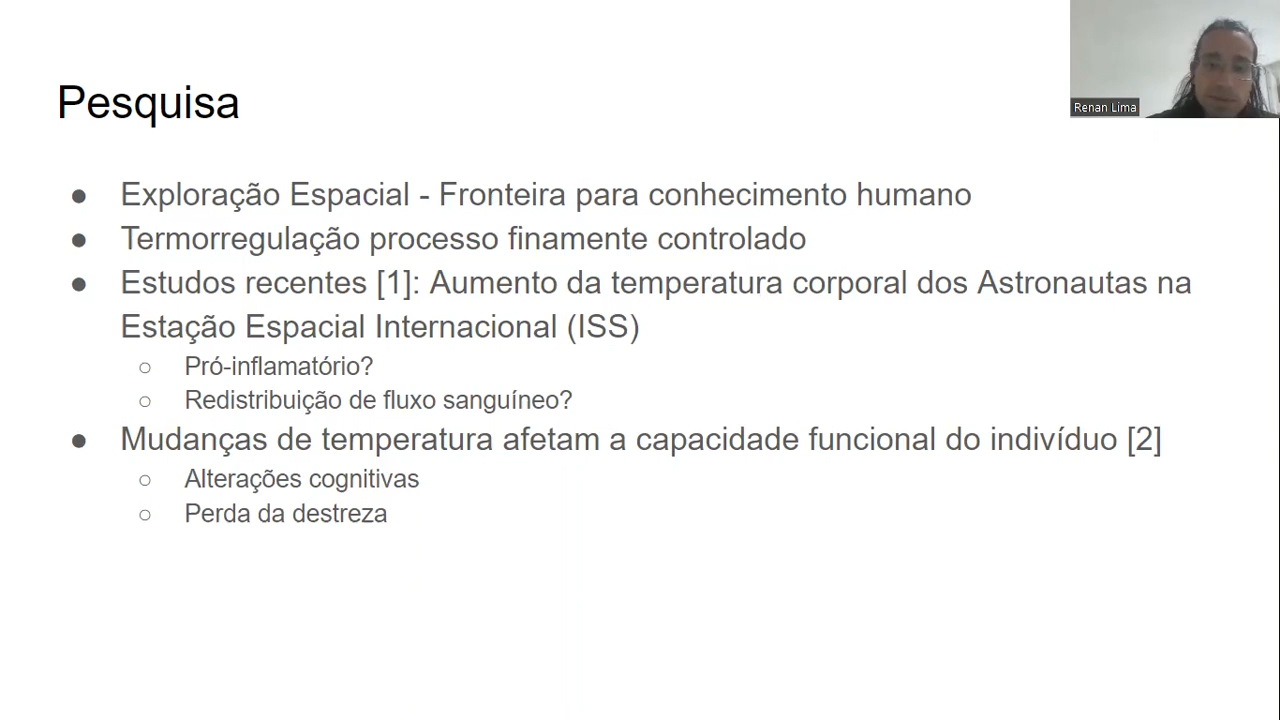 Pesquisa
Renan Lima
● Exploração Espacial - Fronteira para conhecimento humano
● Termorregulação processo finamente controlado
● Estudos recentes [1]: Aumento da temperatura corporal dos Astronautas na
Estação Espacial Internacional (ISS)
○ Pró-inflamatório?
○ Redistribuição de fluxo sanguíneo?
● Mudanças de temperatura afetam a capacidade funcional do indivíduo [2]
○ Alterações cognitivas
○ Perda da destreza